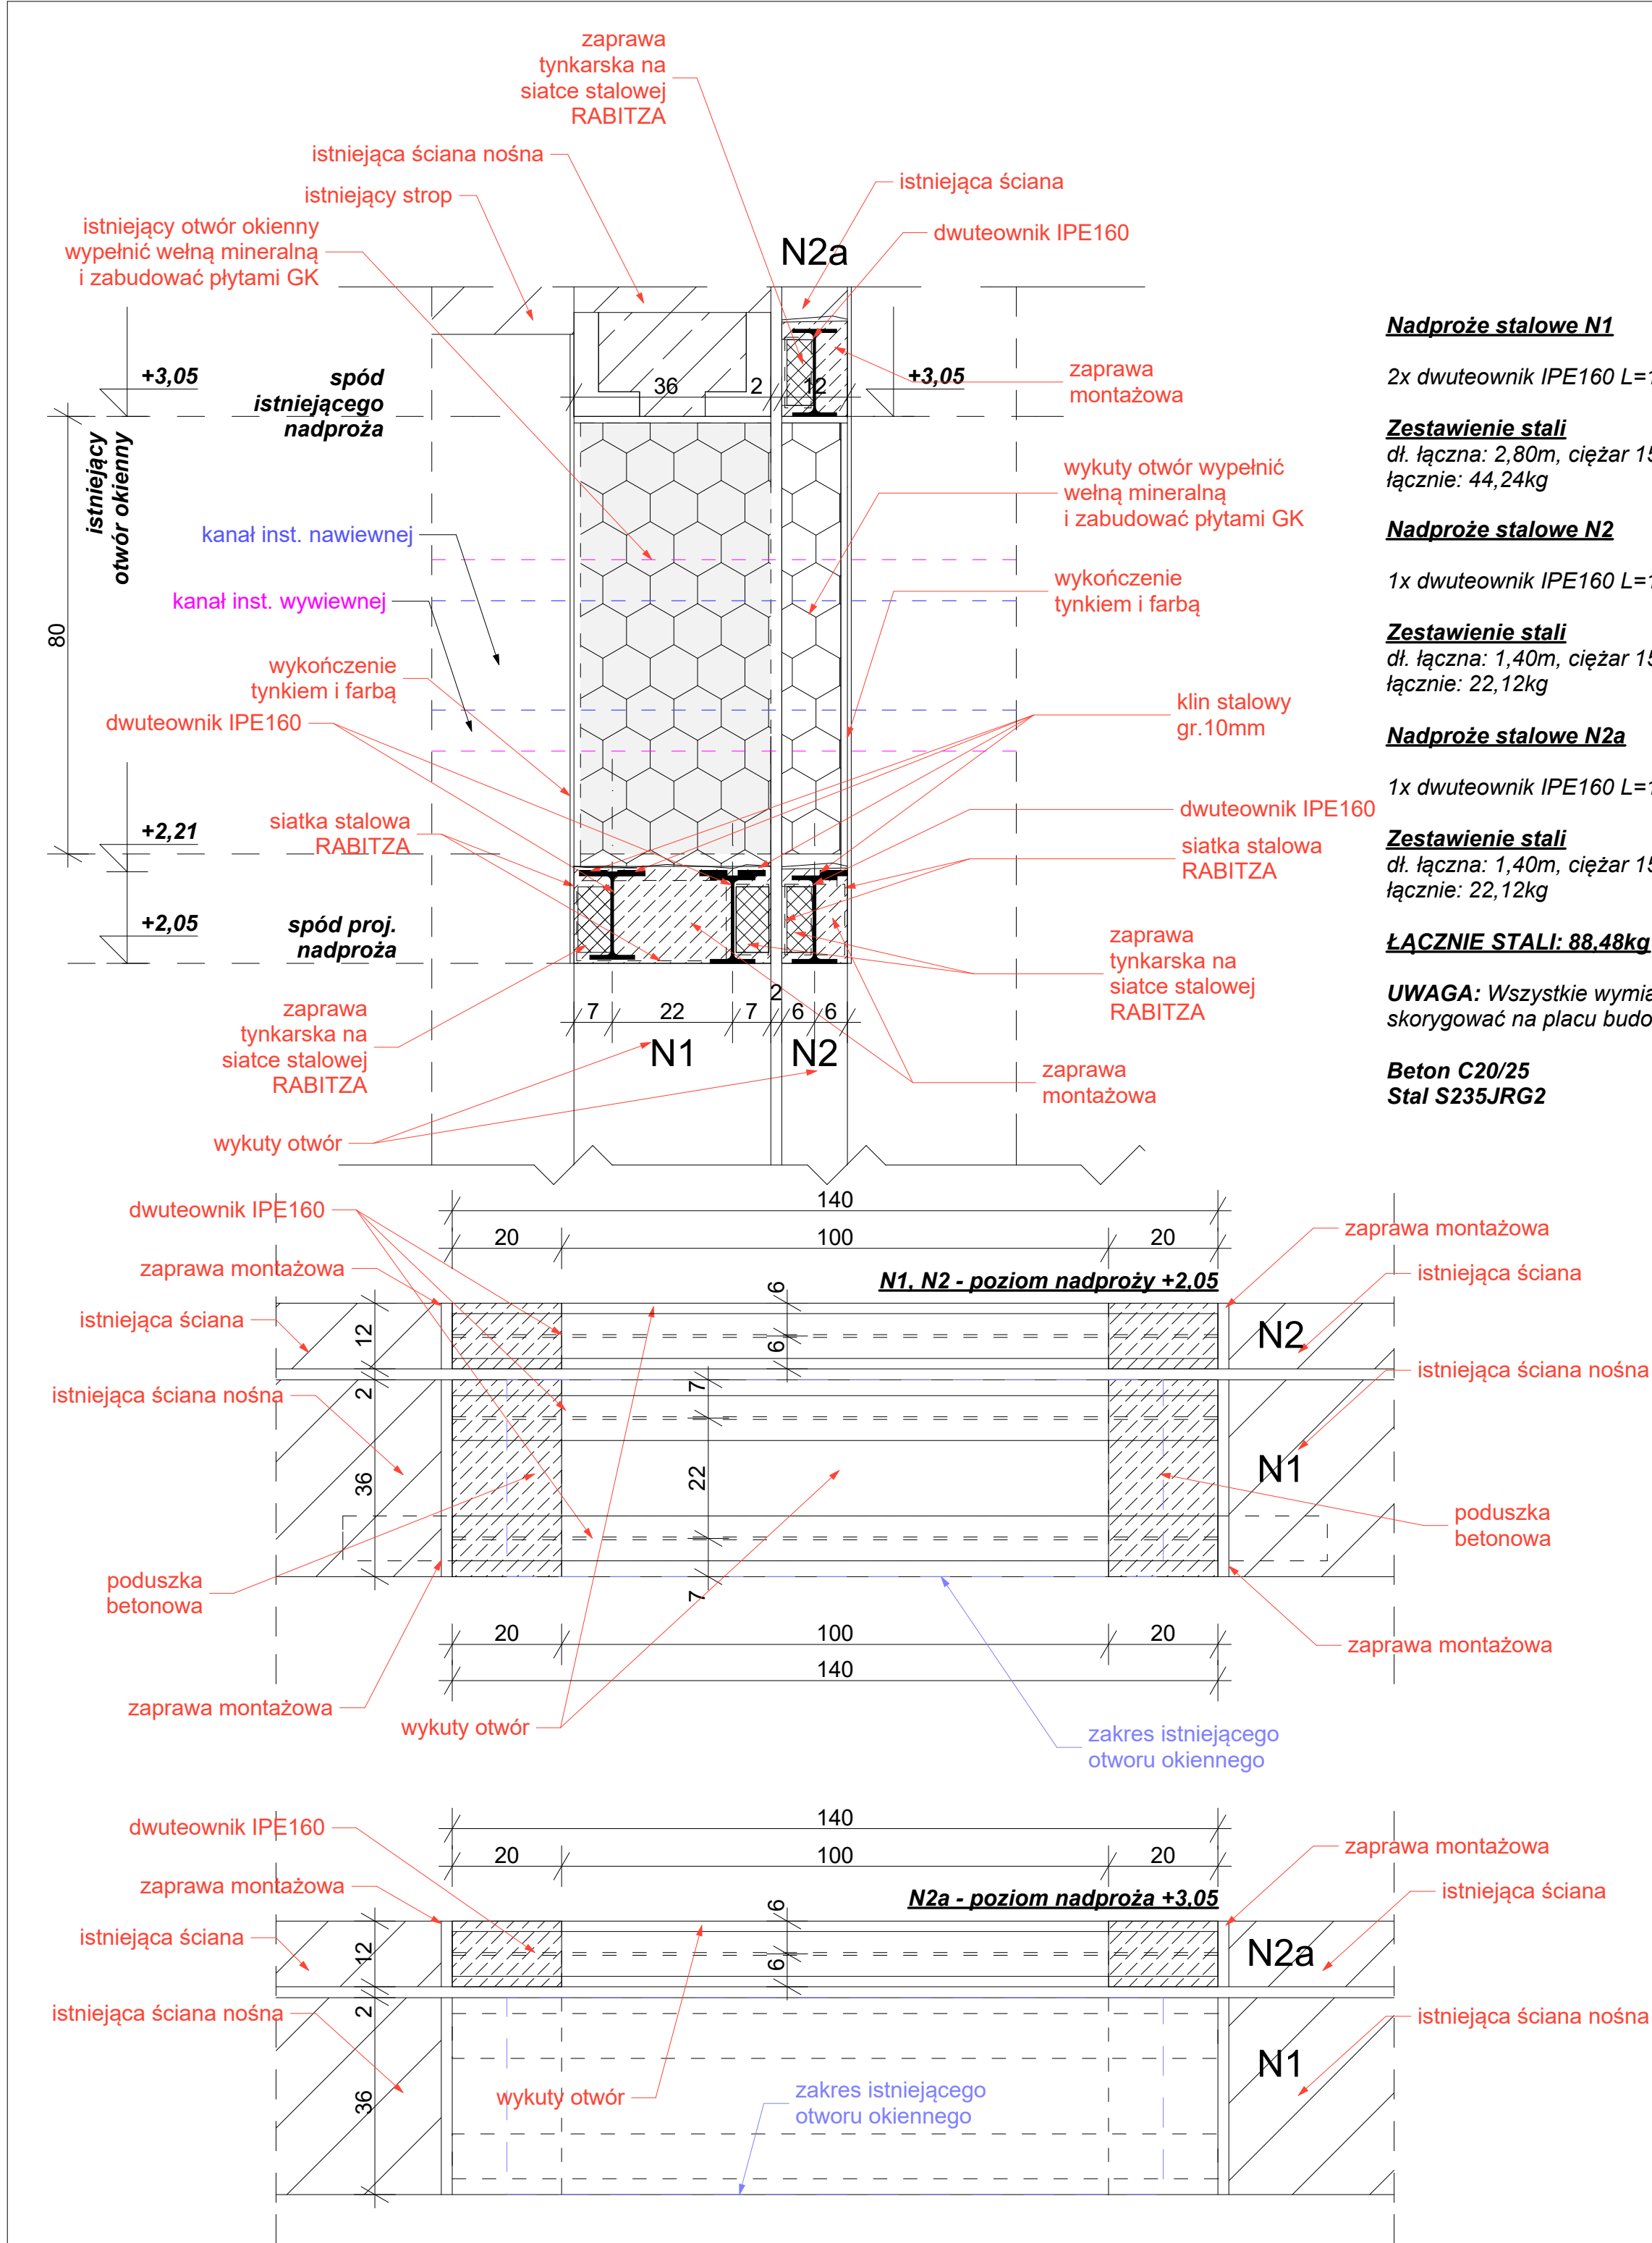 zaprawa
tynkarska na
siatce stalowej
RABITZA
istniejąca ściana nośna
istniejący strop
istniejący otwór okienny
wypełnić wełną mineralną
i zabudować płytami GK
istniejąca ściana
dwuteownik IPE160
N2a
+3,05
spód
istniejącego
nadproża
36
2
12
+3,05
zaprawa
montażowa
istniejący
otwór okienny
80
wykuty otwór wypełnić
wełną mineralną
i zabudować płytami GK
kanał inst. nawiewnej
kanał inst. wywiewnej
wykończenie
tynkiem i farbą
wykończenie
tynkiem i farbą
dwuteownik IPE160
klin stalowy
gr.10mm
siatka stalowa
RABITZA
dwuteownik IPE160
siatka stalowa
RABITZA
+2,21
+2,05
spód proj.
nadproża
zaprawa
tynkarska na
siatce stalowej
RABITZA
zaprawa
tynkarska na
siatce stalowej
RABITZA
7
22
7
2
6
6
N1
N2
zaprawa
montażowa
wykuty otwór
Nadproże stalowe N1
2x dwuteownik IPE160
Zestawienie stali
dł. łączna: 2,80m, ciężar
łącznie: 44,24kg
Nadproże stalowe N2
1x dwuteownik IPE160
Zestawienie stali
dł. łączna: 1,40m, ciężar
łącznie: 22,12kg
Nadproże stalowe N2a
1x dwuteownik IPE160
Zestawienie stali
dł. łączna: 1,40m, ciężar
łącznie: 22,12kg
ŁĄCZNIE STALI: 88,48kg
UWAGA: Wszystkie
skorygować na placu
Beton C20/25
Stal S235JRG2
dwuteownik IPE160
140
20
100
20
zaprawa montażowa
zaprawa montażowa
N1, N2 - poziom nadproży +2,05
istniejąca ściana
istniejąca ściana
12
6
6
N2
istniejąca ściana nośna
istniejąca ściana nośna
2
7
36
22
N1
poduszka
betonowa
poduszka
betonowa
7
20
100
20
140
zaprawa montażowa
zaprawa montażowa
wykuty otwór
zakres istniejącego
otworu okiennego
dwuteownik IPE160
140
20
100
20
zaprawa montażowa
zaprawa montażowa
N2a - poziom nadproża +3,05
istniejąca ściana
istniejąca ściana
12
6
6
N2a
istniejąca ściana nośna
istniejąca ściana nośna
2
36
N1
wykuty otwór
zakres istniejącego
otworu okiennego